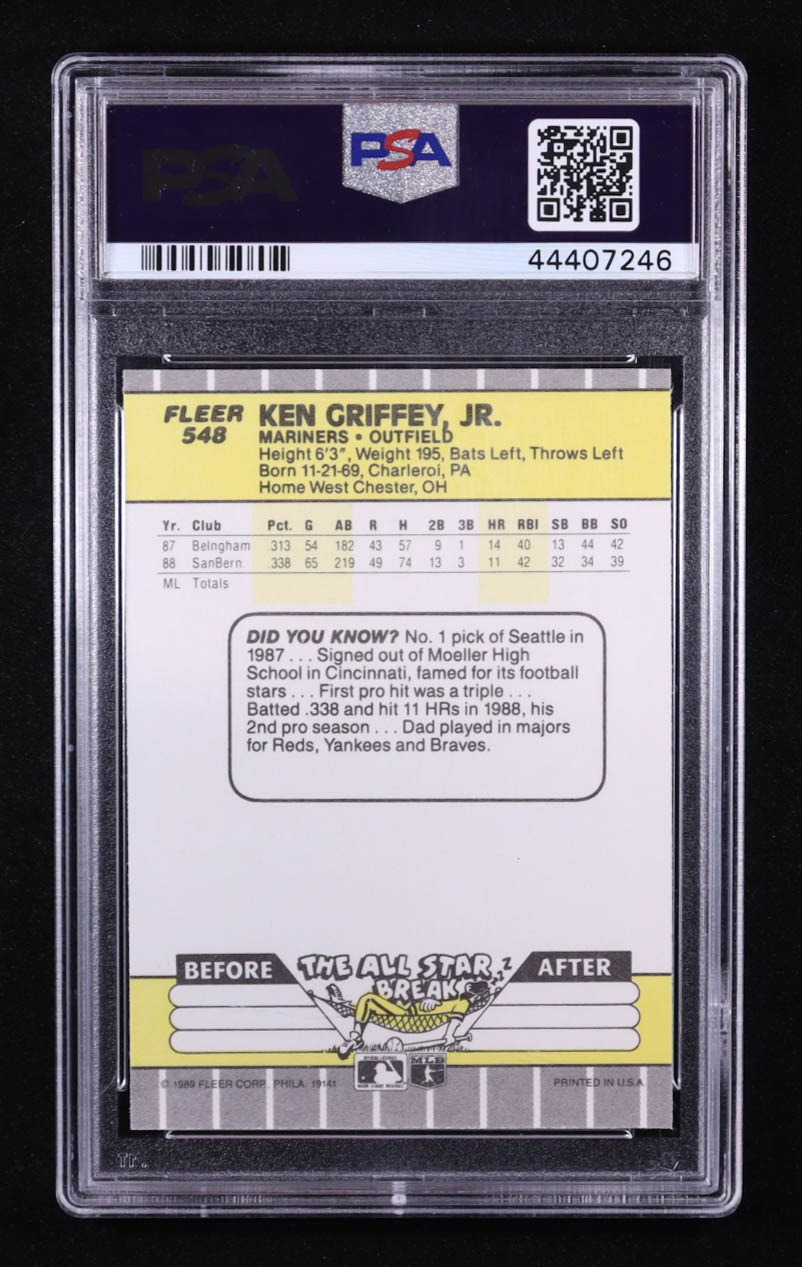 PSA
PSA
44407246
FLEER
548
KEN GRIFFEY, JR.
MARINERS • OUTFIELD
Height 6'3", Weight 195, Bats Left, Throws Left
Born 11-21-69, Charleroi, PA
Home West Chester, OH
Yr. Club Pct. G AB R H 2B 3B HR RBI SB BB SO
87 Belngham .313 54 182 43 57 9 1 14 40 13 44 42
88 SanBern .338 65 219 49 74 13 3 11 42 32 34 39
ML Totals
DID YOU KNOW? No. 1 pick of Seattle in
1987 . . . Signed out of Moeller High
School in Cincinnati, famed for its football
stars . . . First pro hit was a triple . . .
Batted .338 and hit 11 HRs in 1988, his
2nd pro season . . . Dad played in majors
for Reds, Yankees and Braves.
BEFORE
THE ALL STAR
BREAK
z z Z
AFTER
© 1989 FLEER CORP., PHILA. 19141
MLB
PRINTED IN U.S.A.